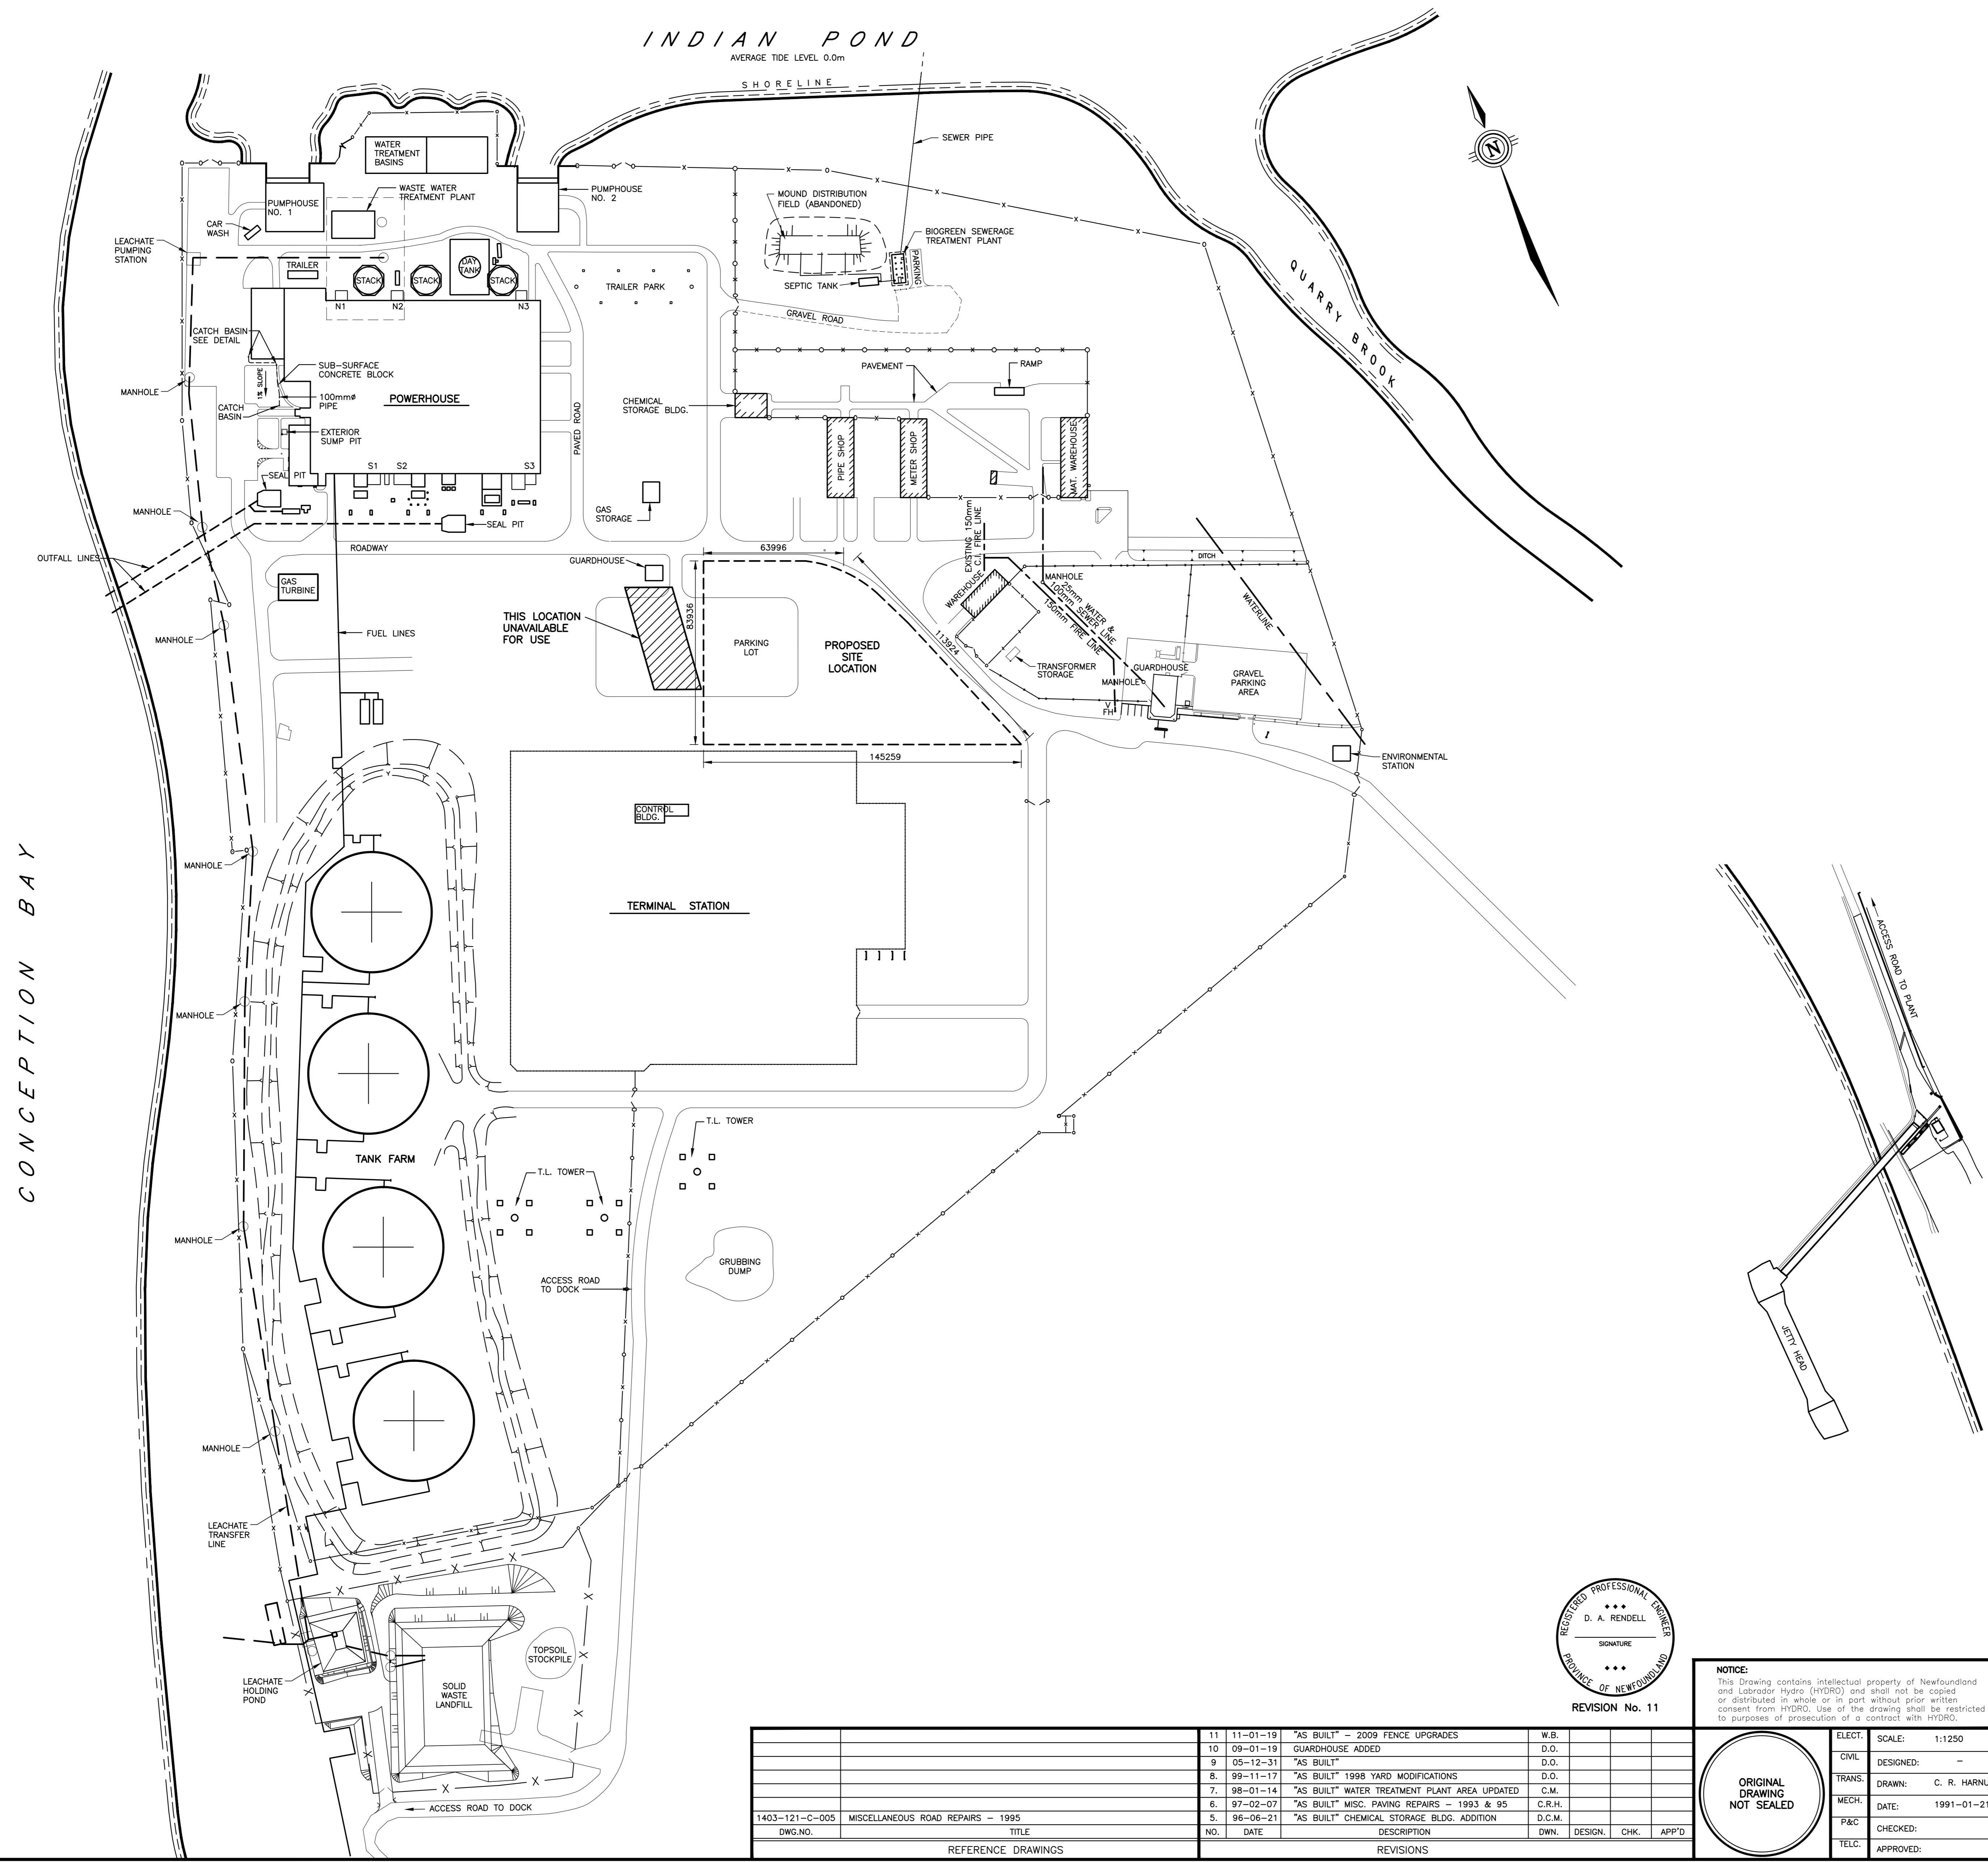 INDIAN POND
AVERAGE TIDE LEVEL 0.0m
SHORELINE
SEWER PIPE
WATER
TREATMENT
BASINS
WASTE WATER
TREATMENT PLANT
PUMPHOUSE
NO. 1
PUMPHOUSE
NO. 2
CAR
WASH
MOUND DISTRIBUTION
FIELD (ABANDONED)
BIOGREEN SEWERAGE
TREATMENT PLANT
PARKING
SEPTIC TANK
N
LEACHATE
PUMPING
STATION
TRAILER
STACK
STACK
DAY
TANK
STACK
TRAILER PARK
GRAVEL ROAD
QUARRY BROOK
N1
N2
N3
CATCH BASIN
SEE DETAIL
SUB-SURFACE
CONCRETE BLOCK
1% SLOPE
100mmø
PIPE
CATCH
BASIN
POWERHOUSE
EXTERIOR
SUMP PIT
MANHOLE
PAVED ROAD
CHEMICAL
STORAGE BLDG.
PAVEMENT
RAMP
PIPE SHOP
METER SHOP
MAT. WAREHOUSE
S1
S2
S3
SEAL PIT
MANHOLE
SEAL PIT
GAS
STORAGE
OUTFALL LINES
ROADWAY
GUARDHOUSE
63996
EXISTING 150mm
C.I. FIRE LINE
DITCH
GAS
TURBINE
WAREHOUSE
MANHOLE
25mm WATER &
100mm SEWER LINE
150mm FIRE LINE
WATERLINE
THIS LOCATION
UNAVAILABLE
FOR USE
83936
113924
MANHOLE
FUEL LINES
PARKING
LOT
PROPOSED
SITE
LOCATION
TRANSFORMER
STORAGE
GUARDHOUSE
MANHOLE
GRAVEL
PARKING
AREA
V
FH
145259
ENVIRONMENTAL
STATION
CONTROL
BLDG.
CONCEPTION BAY
MANHOLE
TERMINAL STATION
ACCESS ROAD TO PLANT
MANHOLE
T.L. TOWER
TANK FARM
T.L. TOWER
MANHOLE
GRUBBING
DUMP
ACCESS ROAD
TO DOCK
JETTY HEAD
MANHOLE
LEACHATE
TRANSFER
LINE
TOPSOIL
STOCKPILE
LEACHATE
HOLDING
POND
SOLID
WASTE
LANDFILL
ACCESS ROAD TO DOCK
REGISTERED PROFESSIONAL ENGINEER
D. A. RENDELL
SIGNATURE
PROVINCE OF NEWFOUNDLAND
REVISION No. 11
NOTICE:
This Drawing contains intellectual property of Newfoundland
and Labrador Hydro (HYDRO) and shall not be copied
or distributed in whole or in part without prior written
consent from HYDRO. Use of the drawing shall be restricted
to purposes of prosecution of a contract with HYDRO.
11 11-01-19 "AS BUILT" - 2009 FENCE UPGRADES W.B.
10 09-01-19 GUARDHOUSE ADDED D.O.
9 05-12-31 "AS BUILT" D.O.
8. 99-11-17 "AS BUILT" 1998 YARD MODIFICATIONS D.O.
7. 98-01-14 "AS BUILT" WATER TREATMENT PLANT AREA UPDATED C.M.
6. 97-02-07 "AS BUILT" MISC. PAVING REPAIRS - 1993 & 95 C.R.H.
1403-121-C-005 MISCELLANEOUS ROAD REPAIRS - 1995 5. 96-06-21 "AS BUILT" CHEMICAL STORAGE BLDG. ADDITION D.C.M.
DWG.NO. TITLE NO. DATE DESCRIPTION DWN. DESIGN. CHK. APP'D
REFERENCE DRAWINGS REVISIONS
ORIGINAL
DRAWING
NOT SEALED
ELECT.
CIVIL
TRANS.
MECH.
P&C
TELC.
SCALE: 1:1250
DESIGNED: -
DRAWN: C. R. HARNU
DATE: 1991-01-21
CHECKED:
APPROVED: